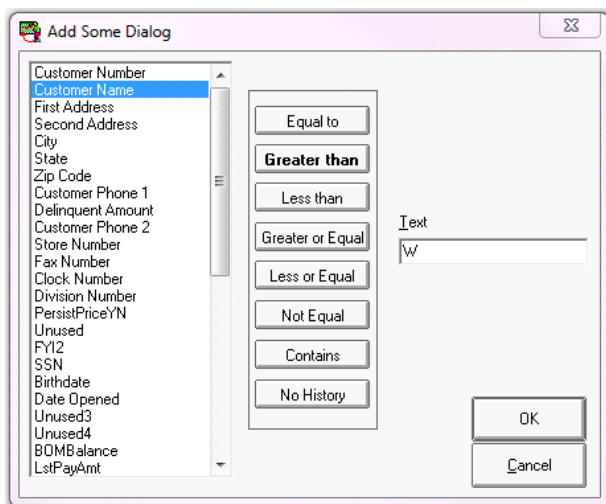 Add Some Dialog
Customer Number
Customer Name
First Address
Second Address
City
State
Zip Code
Customer Phone 1
Delinquent Amount
Customer Phone 2
Store Number
Fax Number
Clock Number
Division Number
PersistPriceYN
Unused
FYI2
SSN
Birthdate
Date Opened
Unused3
Unused4
BOMBalance
LstPayAmt
Equal to
Greater than
Less than
Greater or Equal
Less or Equal
Not Equal
Contains
No History
Text
W
OK
Cancel